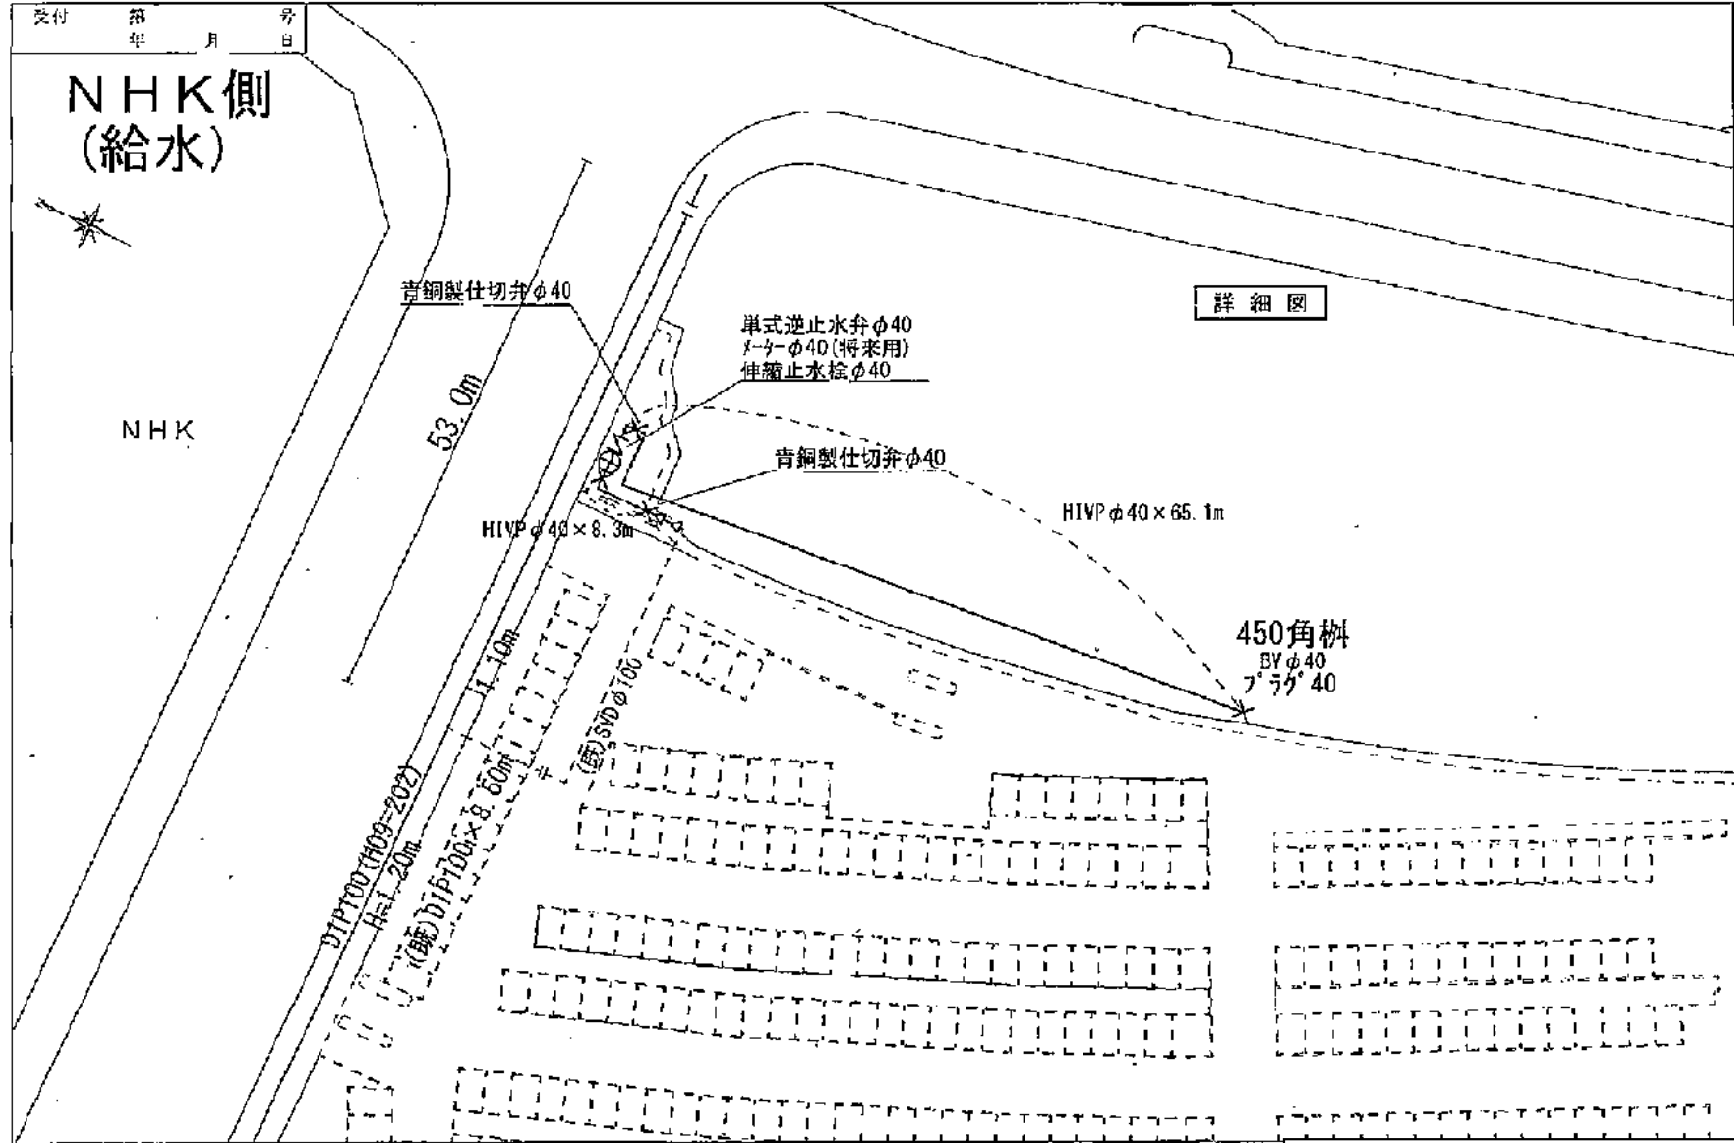 受付 第 号
年 月 日
NHK側
(給水)
青銅製仕切弁φ40
単式逆止水弁φ40
メーターφ40(将来用)
伸縮止水栓φ40
詳細図
NHK
53.0m
青銅製仕切弁φ40
HIVPφ40×65.1m
HIVPφ40×8.3m
450角桝
BVφ40
プラグ40
1.10m
(既)SVDφ100
DIP100(H09-202)
H=1.20m
(既)DIP100×8.60m